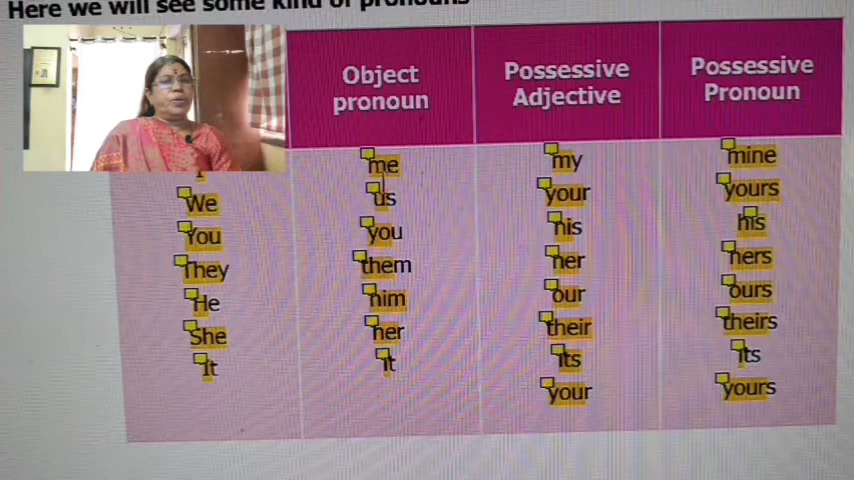 Here we will see some kind of pronouns
Object pronoun
Possessive Adjective
Possessive Pronoun
me my mine
We us your yours
You you his his
They them her hers
He him our ours
She her their theirs
It it its its
your yours